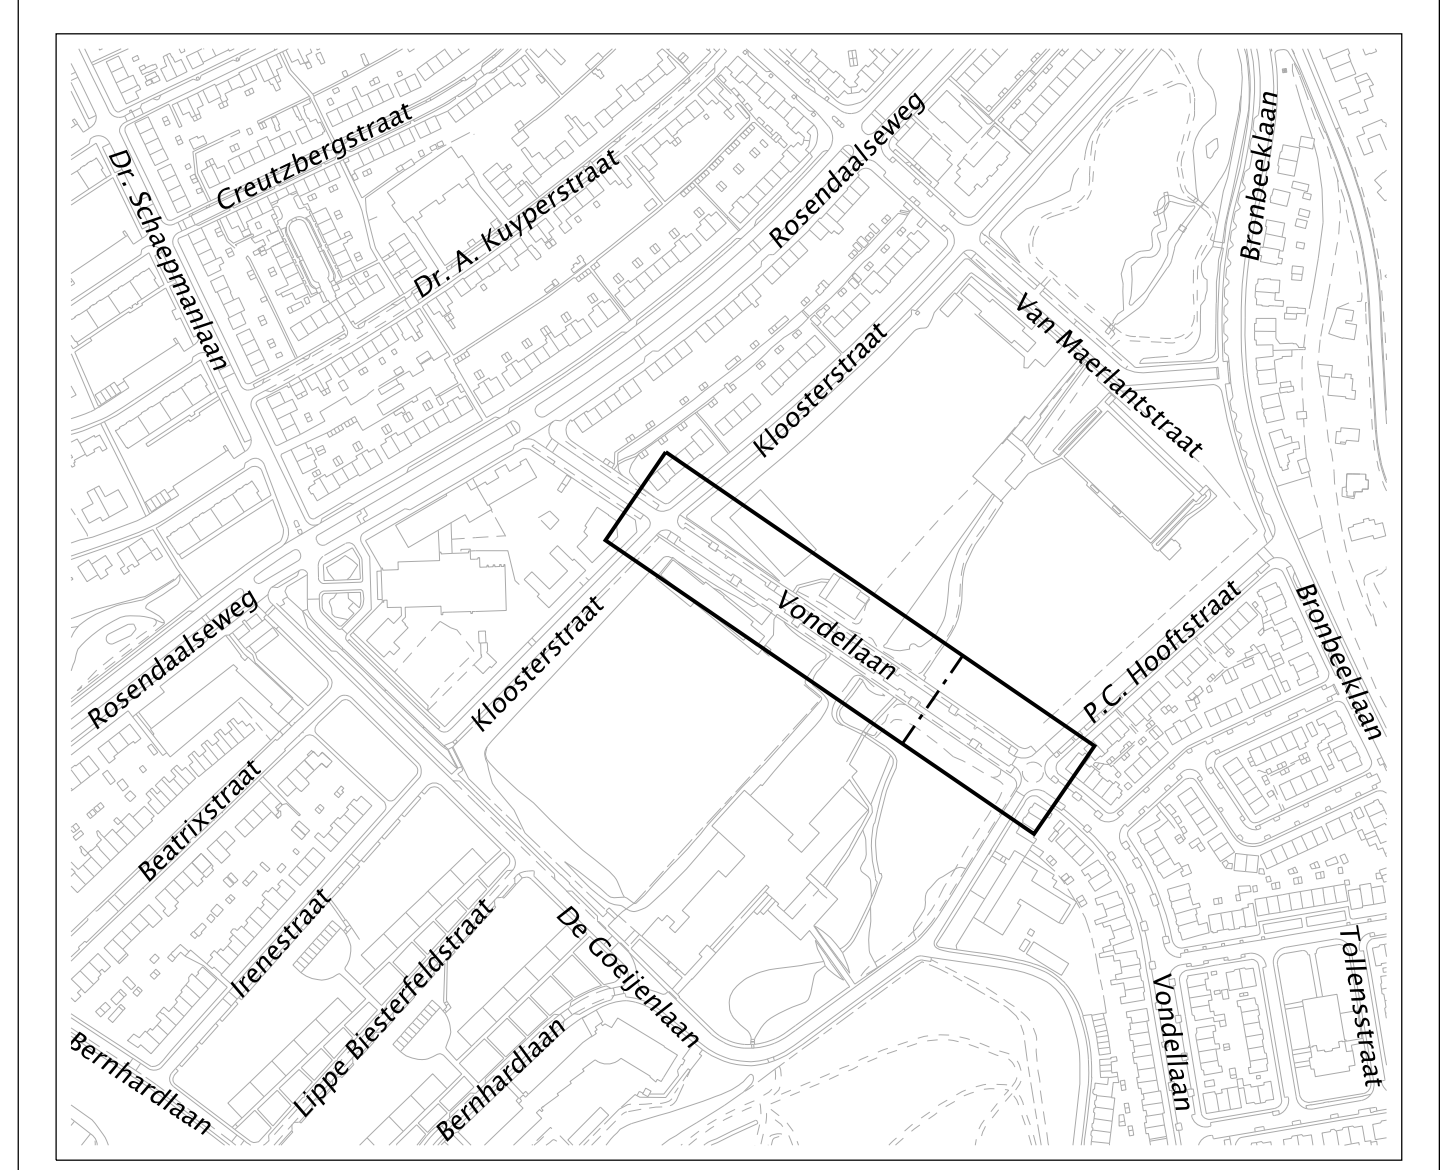 Creutzbergstraat
Dr. Schaepmanlaan
Dr. A. Kuyperstraat
Rosendaalseweg
Bronbeeklaan
Van Maerlantstraat
Kloosterstraat
Vondellaan
P.C. Hooftstraat
Bronbeeklaan
Rosendaalseweg
Kloosterstraat
Beatrixstraat
Irenestraat
Lippe Biesterfeldstraat
De Goeijenlaan
Bernhardlaan
Bernhardlaan
Vondellaan
Tollensstraat